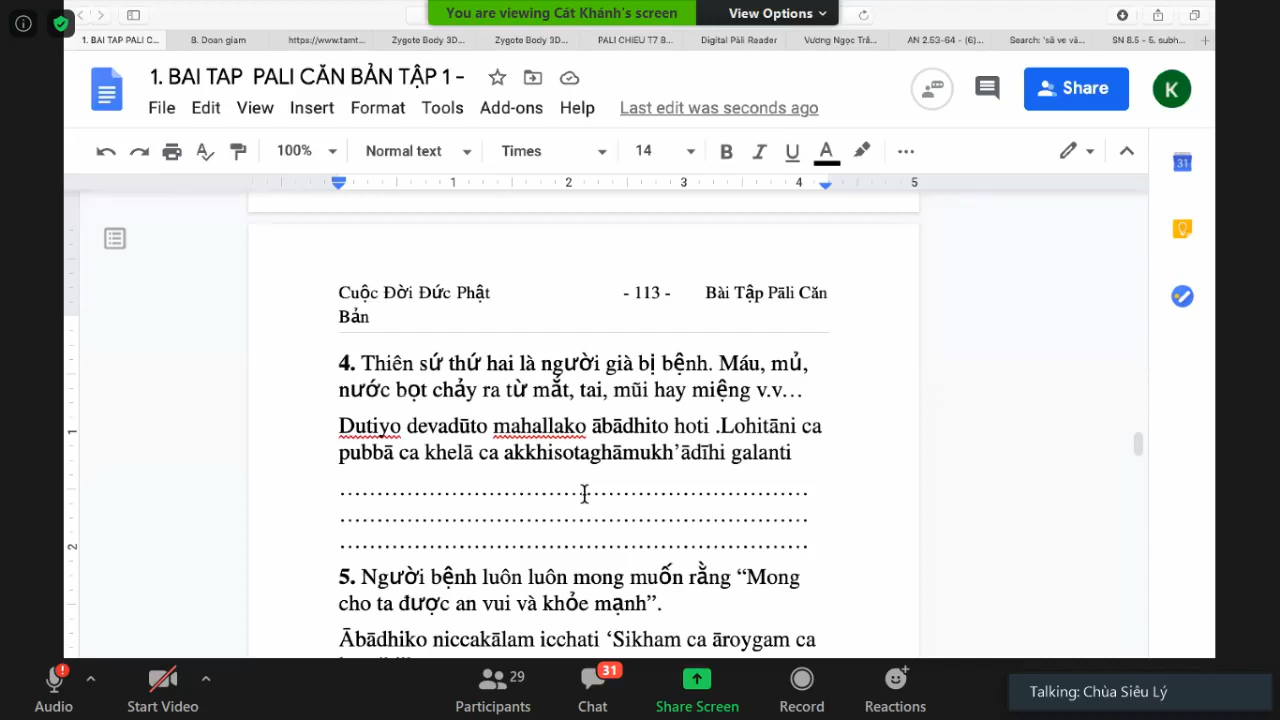 You are viewing Cát Khánh's screen
View Options
1. BAI TAP PALI C...
8. Doan giam
https://www.tamt...
Zygote Body 3D...
Zygote Body 3D...
PALI CHIEU T7 B...
Digital Pāli Reader
Vương Ngọc Trâ...
AN 2.53-64 - (6)...
Search: 'sā ve vā...
SN 8.5 - 5. subh...
1. BAI TAP PALI CĂN BẢN TẬP 1 -
File Edit View Insert Format Tools Add-ons Help Last edit was seconds ago
Share
K
100% Normal text Times 14 B I U A
31
1 2 3 4 5
Cuộc Đời Đức Phật - 113 - Bài Tập Pāli Căn
Bản
4. Thiên sứ thứ hai là người già bị bệnh. Máu, mủ,
nước bọt chảy ra từ mắt, tai, mũi hay miệng v.v…
Dutiyo devadūto mahallako ābādhito hoti .Lohitāni ca
pubbā ca khelā ca akkhisotaghāmukh’ādīhi galanti
1
2
5. Người bệnh luôn luôn mong muốn rằng “Mong
cho ta được an vui và khỏe mạnh”.
Ābādhiko niccakālam icchati ‘Sikham ca āroygam ca
Audio
Start Video
Participants 29
Chat 31
Share Screen
Record
Reactions
Talking: Chùa Siêu Lý